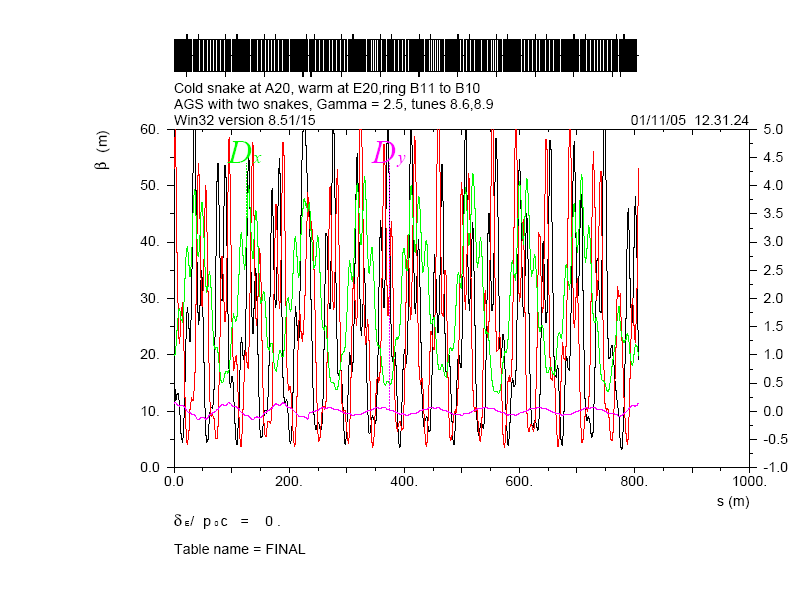 Cold snake at A20, warm at E20,ring B11 to B10
AGS with two snakes, Gamma = 2.5, tunes 8.6,8.9
Win32 version 8.51/15 01/11/05 12.31.24
β (m)
60.
50.
40.
30.
20.
10.
0.0
Dx
Dy
5.0
4.5
4.0
3.5
3.0
2.5
2.0
1.5
1.0
0.5
0.0
-0.5
-1.0
0.0 200. 400. 600. 800. 1000.
s (m)
δE/ p0c = 0.
Table name = FINAL